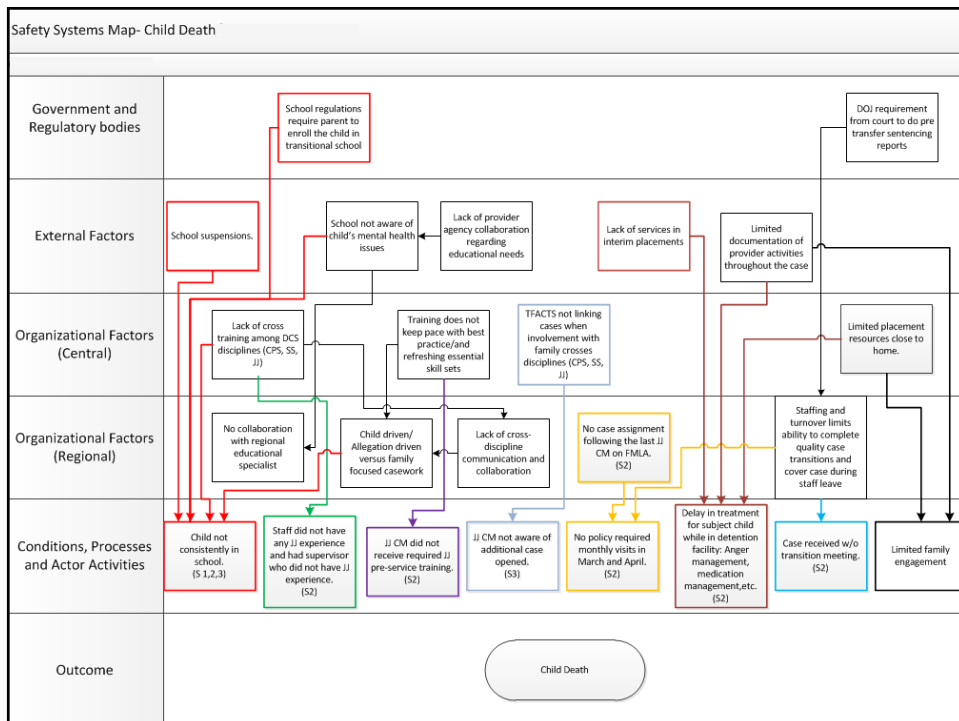 Safety Systems Map- Child Death
Government and
Regulatory bodies
School regulations
require parent to
enroll the child in
transitional school
DOJ requirement
from court to do pre
transfer sentencing
reports
External Factors
School suspensions.
School not aware of
child's mental health
issues
Lack of provider
agency collaboration
regarding
educational needs
Lack of services in
interim placements
Limited
documentation of
provider activities
throughout the case
Organizational Factors
(Central)
Lack of cross
training among DCS
disciplines (CPS, SS,
JJ)
Training does not
keep pace with best
practice/and
refreshing essential
skill sets
TFACTS not linking
cases when
involvement with
family crosses
disciplines (CPS, SS,
JJ)
Limited placement
resources close to
home.
Organizational Factors
(Regional)
No collaboration
with regional
educational
specialist
Child driven/
Allegation driven
versus family
focused casework
Lack of cross-
discipline
communication and
collaboration
No case assignment
following the last JJ
CM on FMLA.
(S2)
Staffing and
turnover limits
ability to complete
quality case
transitions and
cover case during
staff leave
Conditions, Processes
and Actor Activities
Child not
consistently in
school.
(S 1,2,3)
Staff did not have
any JJ experience
and had supervisor
who did not have JJ
experience.
(S2)
JJ CM did not
receive required JJ
pre-service training.
(S2)
JJ CM not aware of
additional case
opened.
(S3)
No policy required
monthly visits in
March and April.
(S2)
Delay in treatment
for subject child
while in detention
facility: Anger
management,
medication
management,etc.
(S2)
Case received w/o
transition meeting.
(S2)
Limited family
engagement
Outcome
Child Death